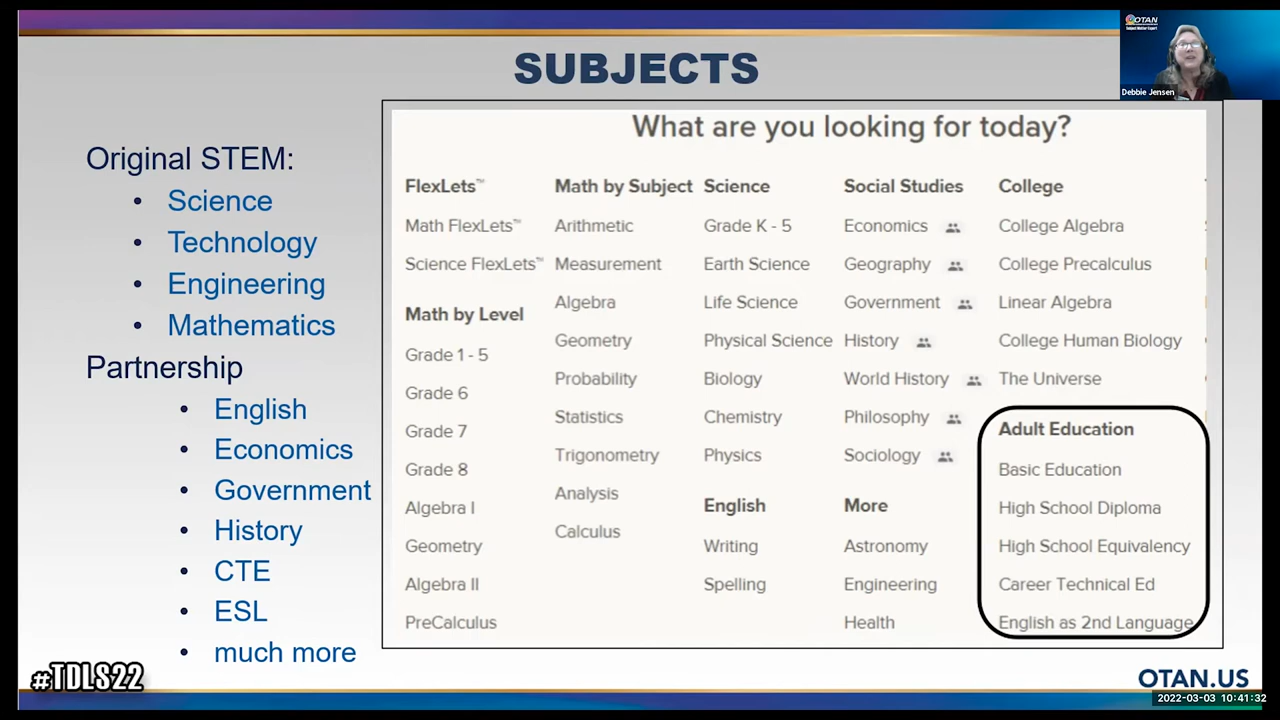 SUBJECTS
OTAN
Subject Matter Expert
Debbie Jensen
Original STEM:
• Science
• Technology
• Engineering
• Mathematics
Partnership
• English
• Economics
• Government
• History
• CTE
• ESL
• much more
What are you looking for today?
FlexLets™
Math FlexLets™
Science FlexLets™
Math by Level
Grade 1 - 5
Grade 6
Grade 7
Grade 8
Algebra I
Geometry
Algebra II
PreCalculus
Math by Subject
Arithmetic
Measurement
Algebra
Geometry
Probability
Statistics
Trigonometry
Analysis
Calculus
Science
Grade K - 5
Earth Science
Life Science
Physical Science
Biology
Chemistry
Physics
English
Writing
Spelling
Social Studies
Economics
Geography
Government
History
World History
Philosophy
Sociology
More
Astronomy
Engineering
Health
College
College Algebra
College Precalculus
Linear Algebra
College Human Biology
The Universe
Adult Education
Basic Education
High School Diploma
High School Equivalency
Career Technical Ed
English as 2nd Language
#TDLS22
OTAN.US
2022-03-03 10:41:32